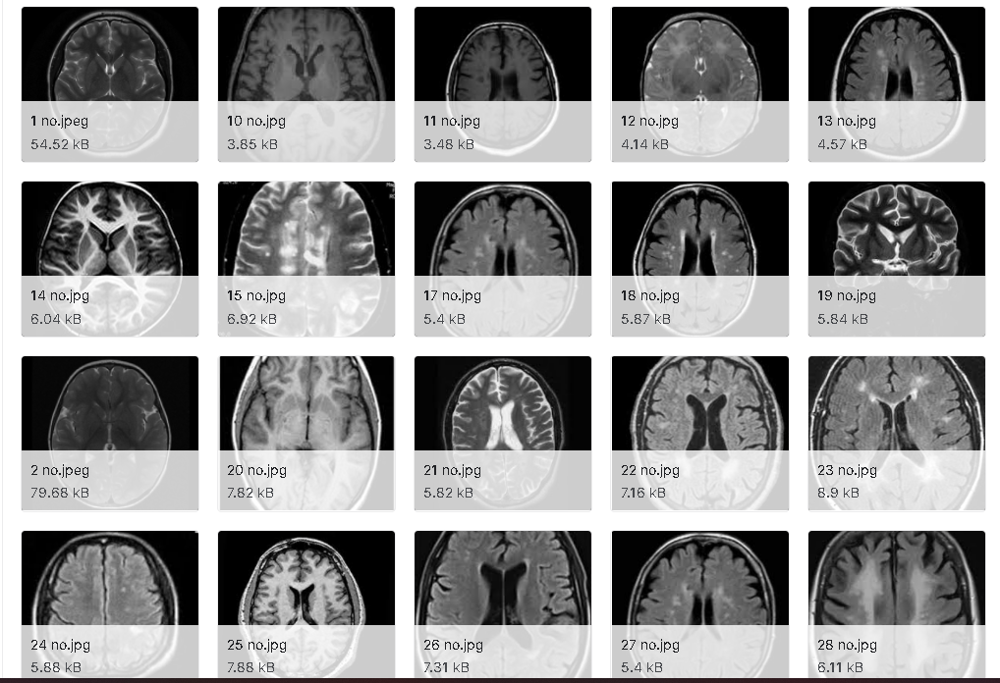 1 no.jpeg
54.52 kB
10 no.jpg
3.85 kB
11 no.jpg
3.48 kB
12 no.jpg
4.14 kB
13 no.jpg
4.57 kB
14 no.jpg
6.04 kB
15 no.jpg
6.92 kB
17 no.jpg
5.4 kB
18 no.jpg
5.87 kB
19 no.jpg
5.84 kB
2 no.jpeg
79.68 kB
20 no.jpg
7.82 kB
21 no.jpg
5.82 kB
22 no.jpg
7.16 kB
23 no.jpg
8.9 kB
24 no.jpg
5.88 kB
25 no.jpg
7.88 kB
26 no.jpg
7.31 kB
27 no.jpg
5.4 kB
28 no.jpg
6.11 kB